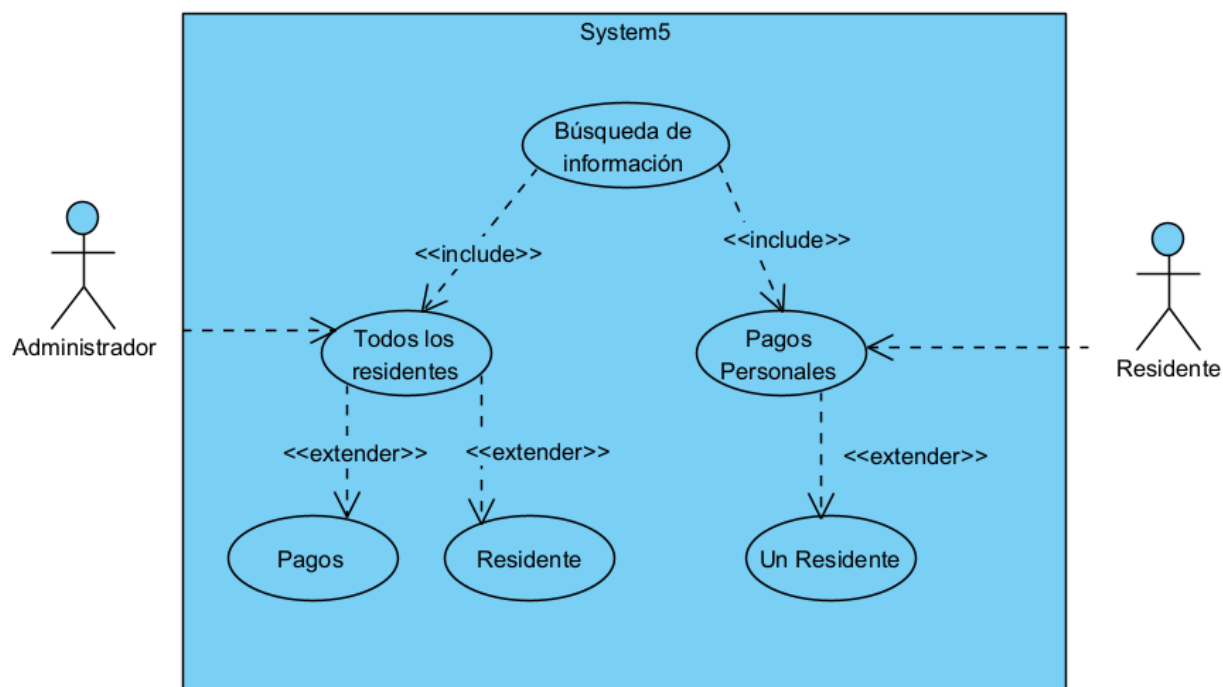 System5
Búsqueda de
información
<<include>>
<<include>>
Administrador
Todos los
residentes
Pagos
Personales
Residente
<<extender>>
<<extender>>
<<extender>>
Pagos
Residente
Un Residente